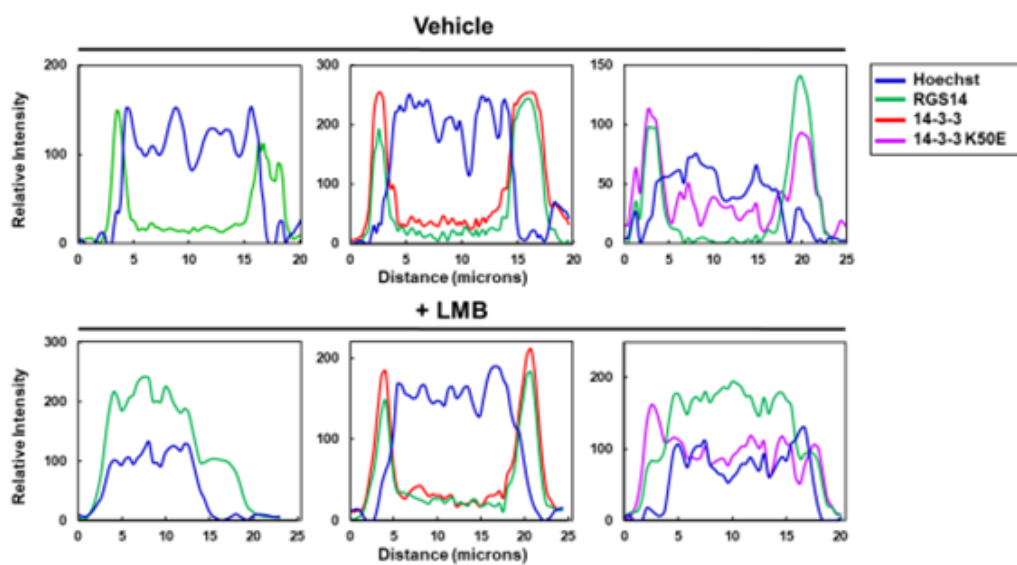 Vehicle
200
100
0
0 5 10 15 20
300
200
100
0
0 5 10 15 20
150
100
50
0
0 5 10 15 20 25
Relative Intensity
Distance (microns)
Hoechst
RGS14
14-3-3
14-3-3 K50E
+ LMB
300
200
100
0
0 5 10 15 20 25
200
100
0
0 5 10 15 20 25
200
100
0
0 5 10 15 20
Relative Intensity
Distance (microns)